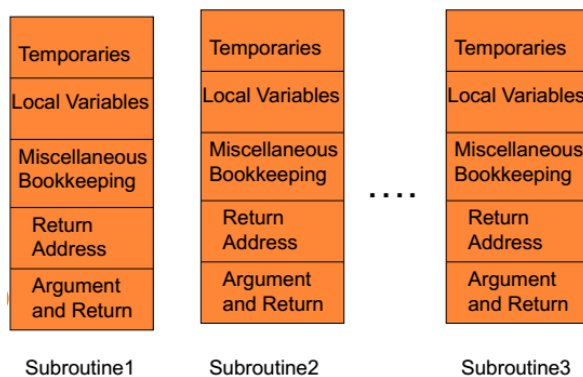 Temporaries
Local Variables
Miscellaneous
Bookkeeping
Return
Address
Argument
and Return
Subroutine1
Temporaries
Local Variables
Miscellaneous
Bookkeeping
Return
Address
Argument
and Return
Subroutine2
....
Temporaries
Local Variables
Miscellaneous
Bookkeeping
Return
Address
Argument
and Return
Subroutine3